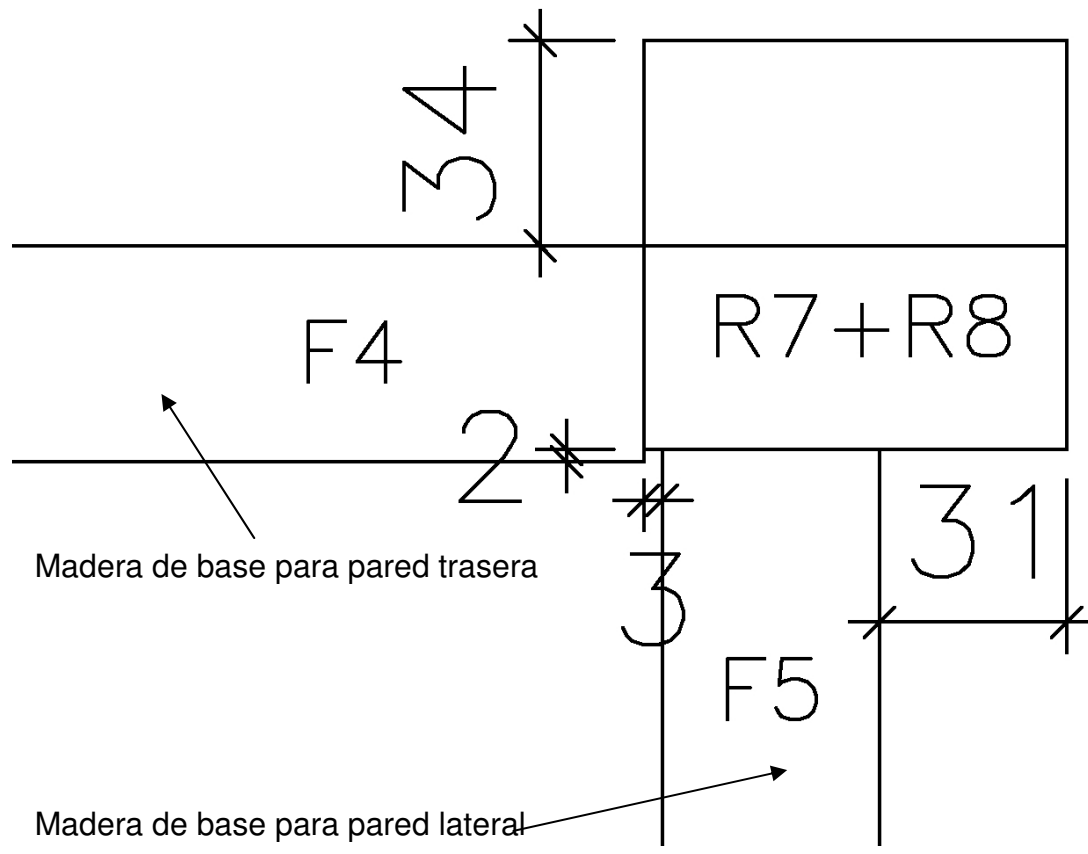 34
F4
R7+R8
2
Madera de base para pared trasera
3
31
F5
Madera de base para pared lateral